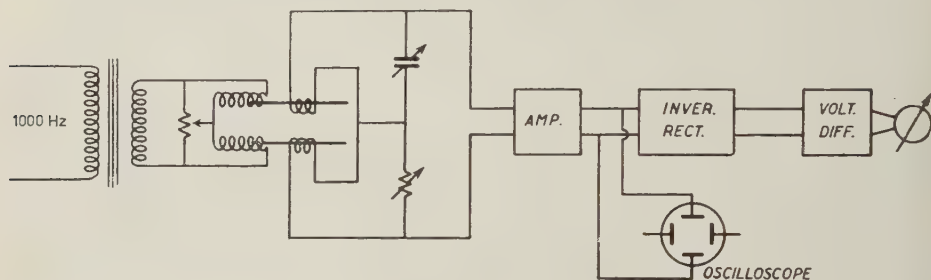 1000 Hz
AMP.
INVER.
RECT.
VOLT.
DIFF.
OSCILLOSCOPE